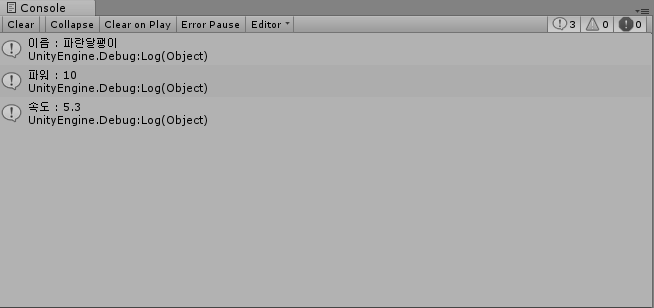 Console
Clear Collapse Clear on Play Error Pause Editor 3 0 0
이름 : 파란달팽이
UnityEngine.Debug:Log(Object)
파워 : 10
UnityEngine.Debug:Log(Object)
속도 : 5.3
UnityEngine.Debug:Log(Object)